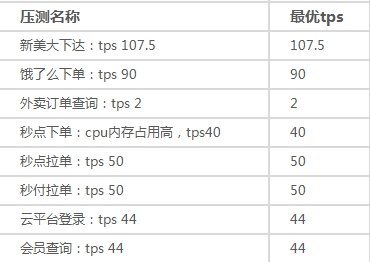 压测名称 最优tps
新美大下达：tps 107.5 107.5
饿了么下单：tps 90 90
外卖订单查询：tps 2 2
秒点下单：cpu内存占用高，tps40 40
秒点拉单：tps 50 50
秒付拉单：tps 50 50
云平台登录：tps 44 44
会员查询：tps 44 44